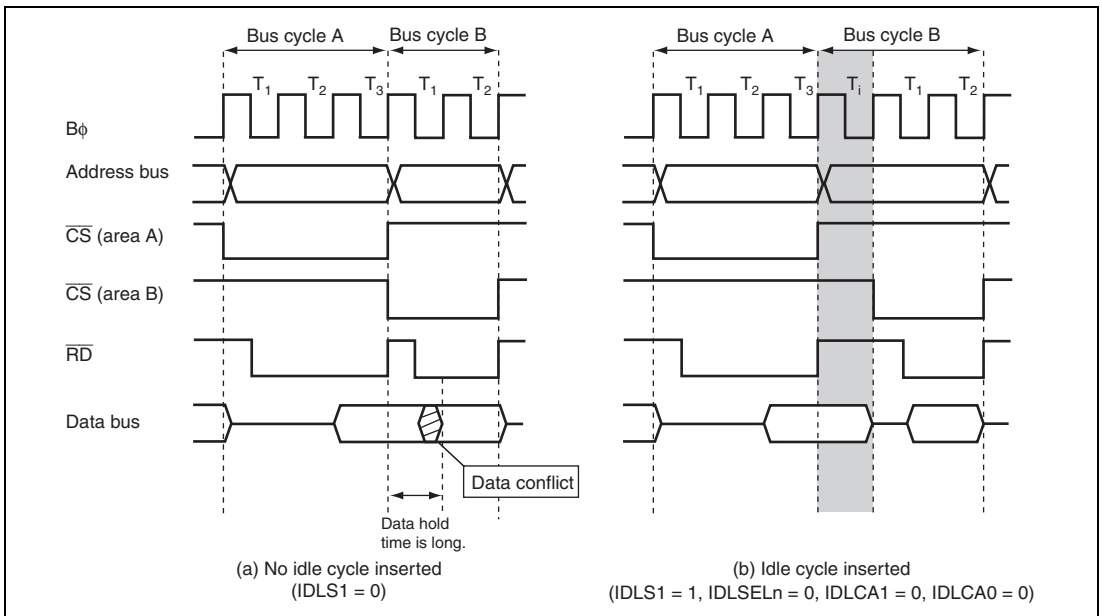 Bus cycle A Bus cycle B
T1 T2 T3 T1 T2
Bφ
Address bus
CS (area A)
CS (area B)
RD
Data bus
Data conflict
Data hold
time is long.
(a) No idle cycle inserted
(IDLS1 = 0)
Bus cycle A Bus cycle B
T1 T2 T3 Ti T1 T2
(b) Idle cycle inserted
(IDLS1 = 1, IDLSELn = 0, IDLCA1 = 0, IDLCA0 = 0)